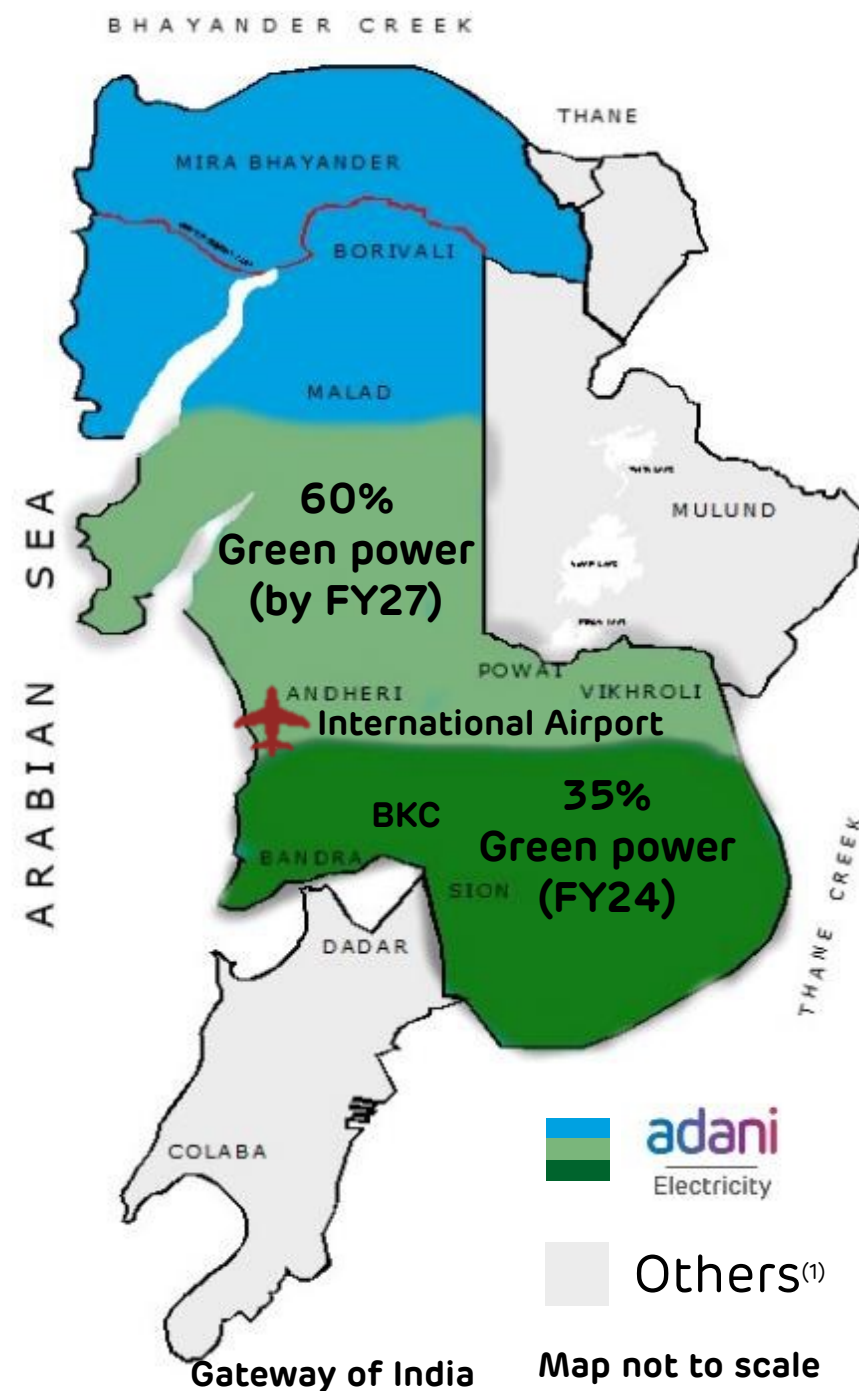 BHAYANDER CREEK
THANE
MIRA BHAYANDER
BORIVALI
MALAD
60%
Green power
(by FY27)
MULUND
ARABIAN SEA
POWAI
VIKHROLI
ANDHERI
International Airport
35%
Green power
(FY24)
BKC
BANDRA
SION
THANE CREEK
DADAR
COLABA
adani
Electricity
Others(1)
Gateway of India
Map not to scale